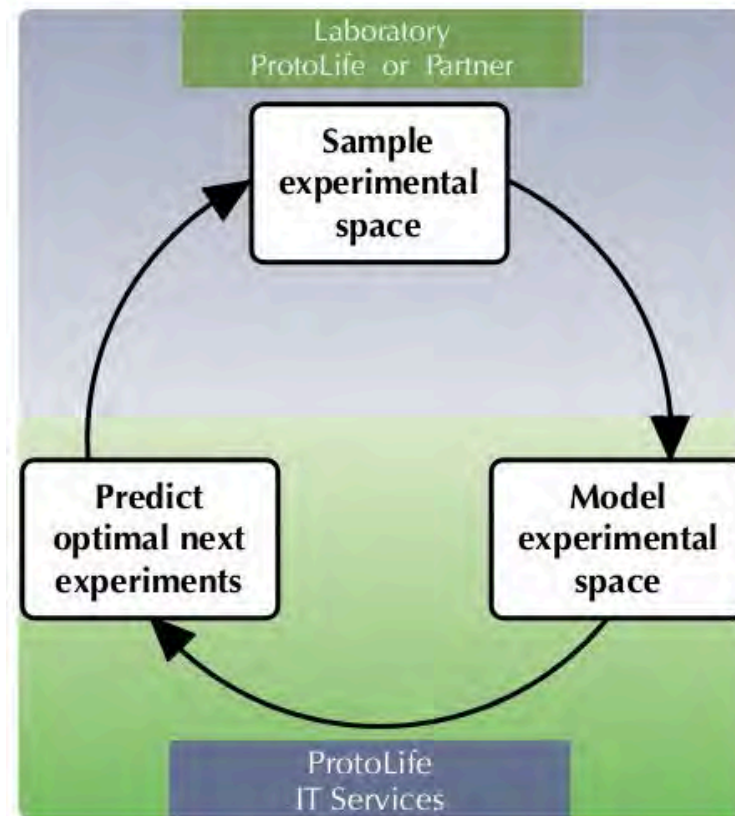 Laboratory
ProtoLife or Partner
Sample
experimental
space
Predict
optimal next
experiments
Model
experimental
space
ProtoLife
IT Services